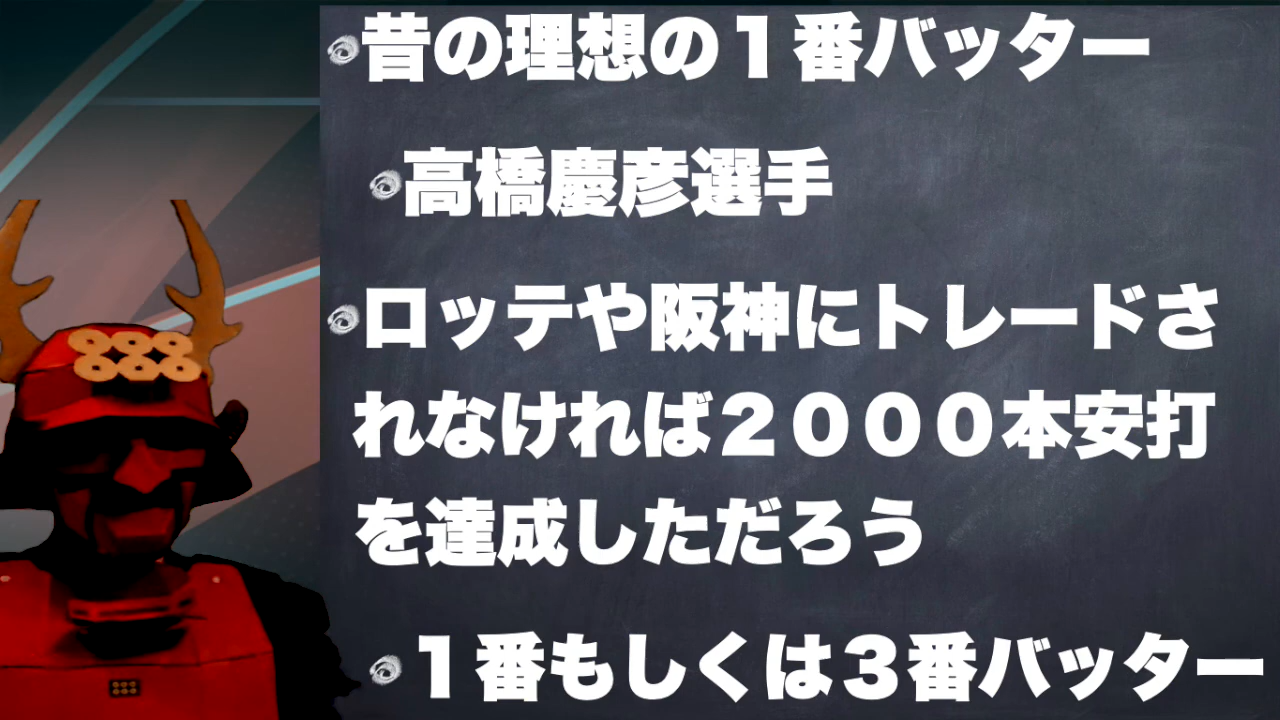 昔の理想の１番バッター
高橋慶彦選手
ロッテや阪神にトレードさ
れなければ２０００本安打
を達成しただろう
１番もしくは３番バッター